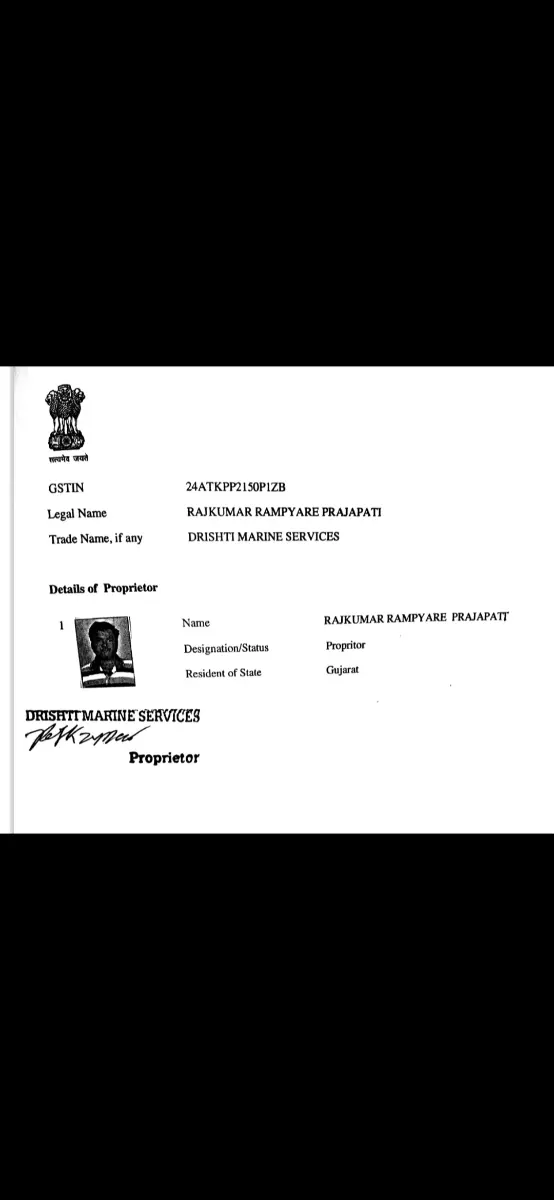 सत्यमेव जयते
GSTIN 24ATKPP2150P1ZB
Legal Name RAJKUMAR RAMPYARE PRAJAPATI
Trade Name, if any DRISHTI MARINE SERVICES
Details of Proprietor
1 Name RAJKUMAR RAMPYARE PRAJAPATI
Designation/Status Propritor
Resident of State Gujarat
DRISHTI MARINE SERVICES
Proprietor